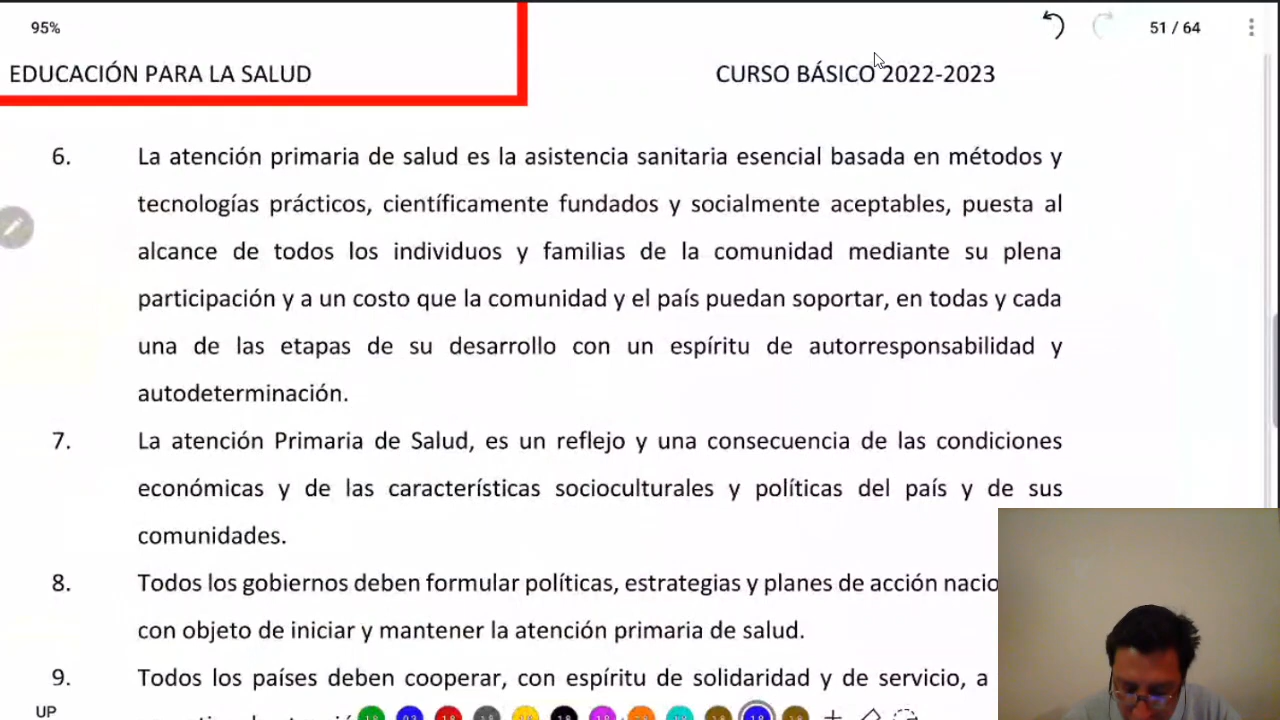 95%
51 / 64
EDUCACIÓN PARA LA SALUD
CURSO BÁSICO 2022-2023
6. La atención primaria de salud es la asistencia sanitaria esencial basada en métodos y
tecnologías prácticos, científicamente fundados y socialmente aceptables, puesta al
alcance de todos los individuos y familias de la comunidad mediante su plena
participación y a un costo que la comunidad y el país puedan soportar, en todas y cada
una de las etapas de su desarrollo con un espíritu de autorresponsabilidad y
autodeterminación.
7. La atención Primaria de Salud, es un reflejo y una consecuencia de las condiciones
económicas y de las características socioculturales y políticas del país y de sus
comunidades.
8. Todos los gobiernos deben formular políticas, estrategias y planes de acción nacio
con objeto de iniciar y mantener la atención primaria de salud.
9. Todos los países deben cooperar, con espíritu de solidaridad y de servicio, a
UP